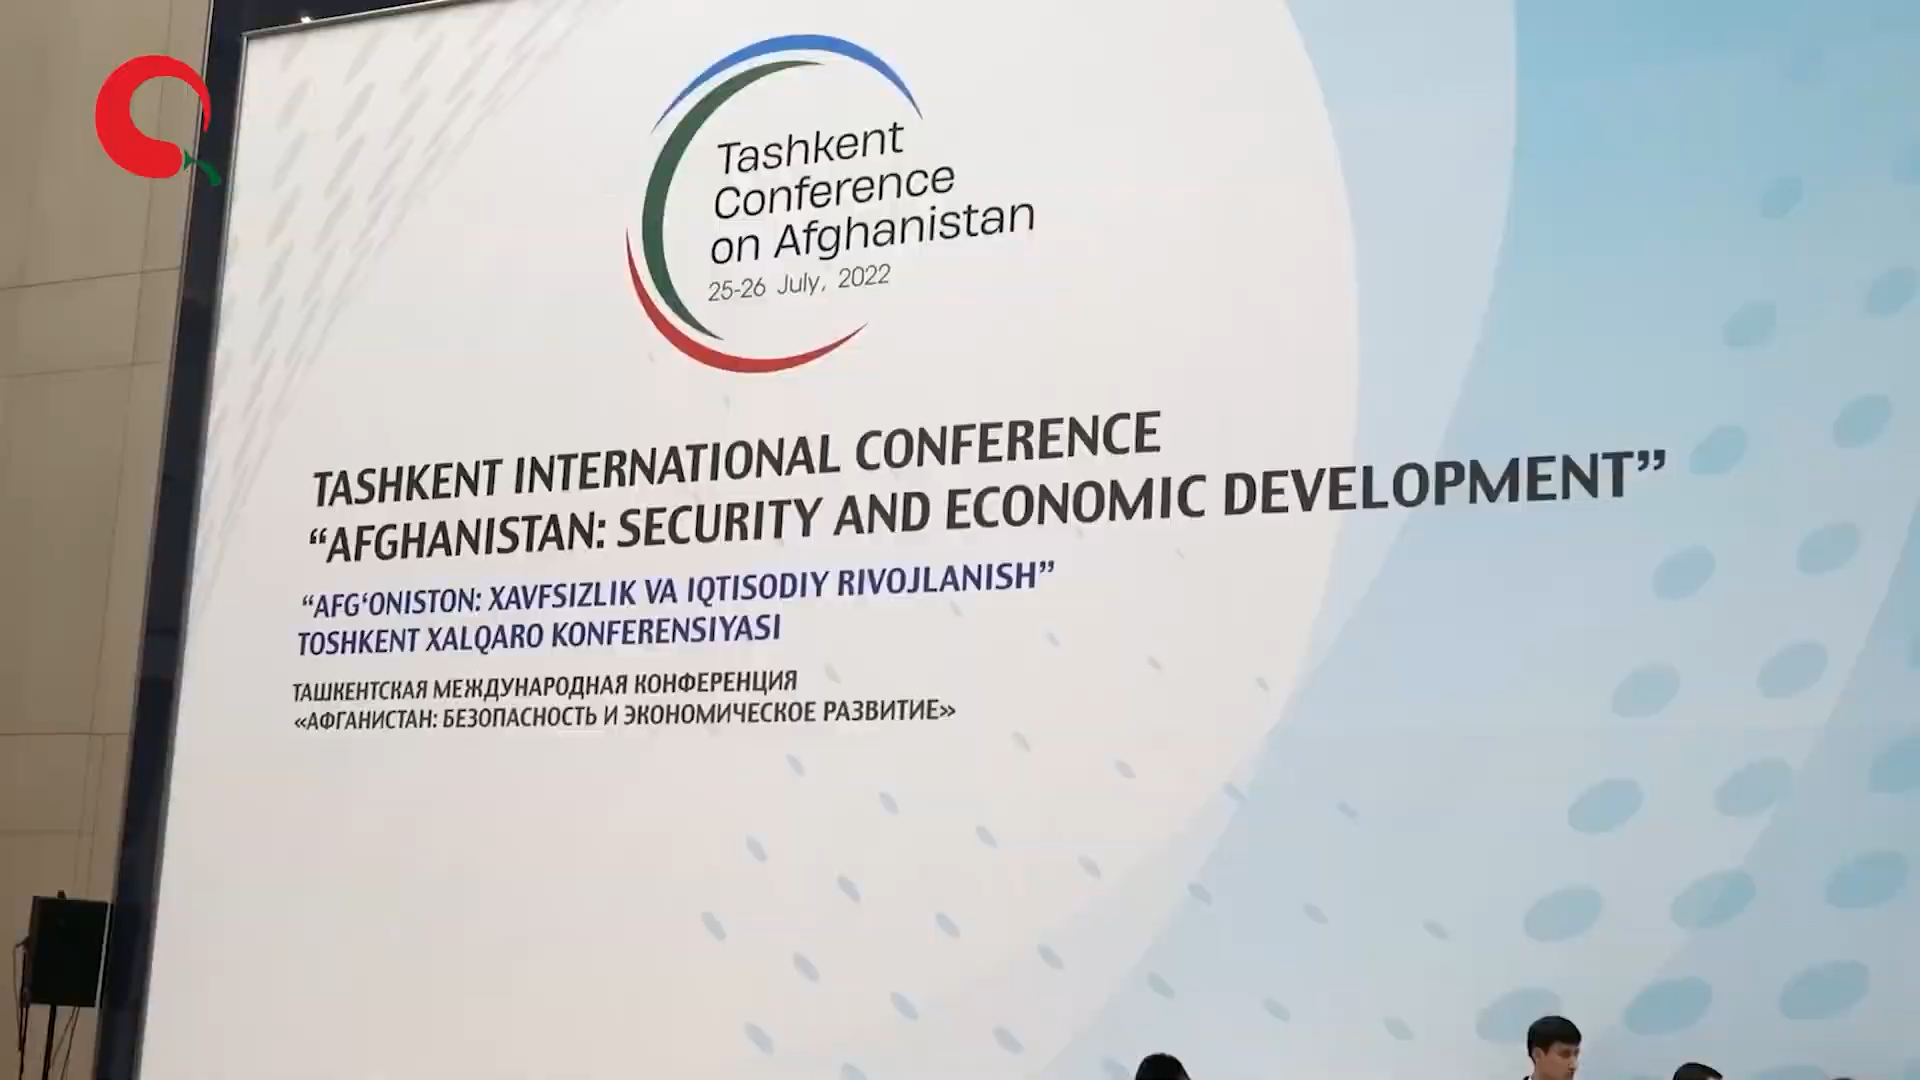 Tashkent
Conference
on Afghanistan
25-26 July, 2022
TASHKENT INTERNATIONAL CONFERENCE
“AFGHANISTAN: SECURITY AND ECONOMIC DEVELOPMENT”
“AFG‘ONISTON: XAVFSIZLIK VA IQTISODIY RIVOJLANISH”
TOSHKENT XALQARO KONFERENSIYASI
ТАШКЕНТСКАЯ МЕЖДУНАРОДНАЯ КОНФЕРЕНЦИЯ
«АФГАНИСТАН: БЕЗОПАСНОСТЬ И ЭКОНОМИЧЕСКОЕ РАЗВИТИЕ»